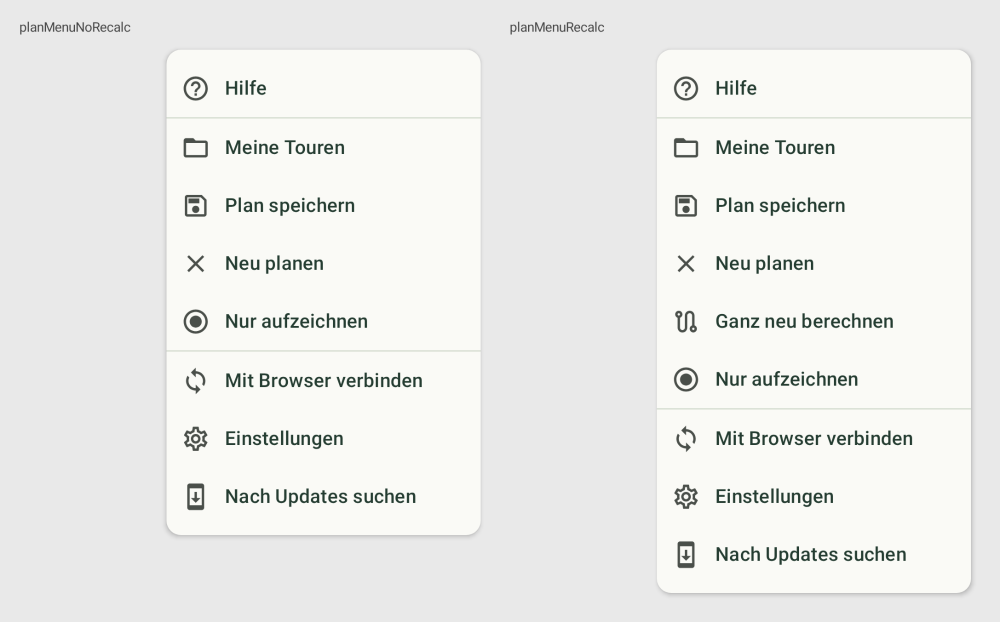 planMenuNoRecalc
Hilfe
Meine Touren
Plan speichern
Neu planen
Nur aufzeichnen
Mit Browser verbinden
Einstellungen
Nach Updates suchen
planMenuRecalc
Hilfe
Meine Touren
Plan speichern
Neu planen
Ganz neu berechnen
Nur aufzeichnen
Mit Browser verbinden
Einstellungen
Nach Updates suchen